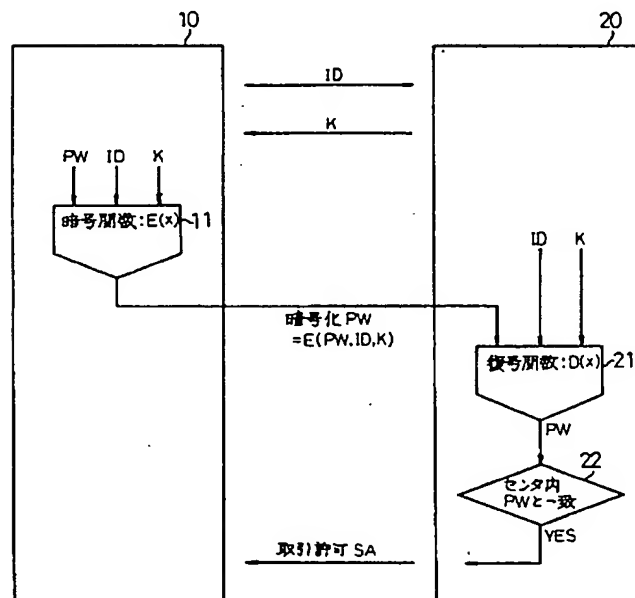 10
20
ID
K
PW ID K
暗号関数:E(x)
11
ID K
暗号化 PW
=E(PW,ID,K)
復号関数:D(x)
21
PW
22
センタ内
PWと一致
YES
取引許可 SA